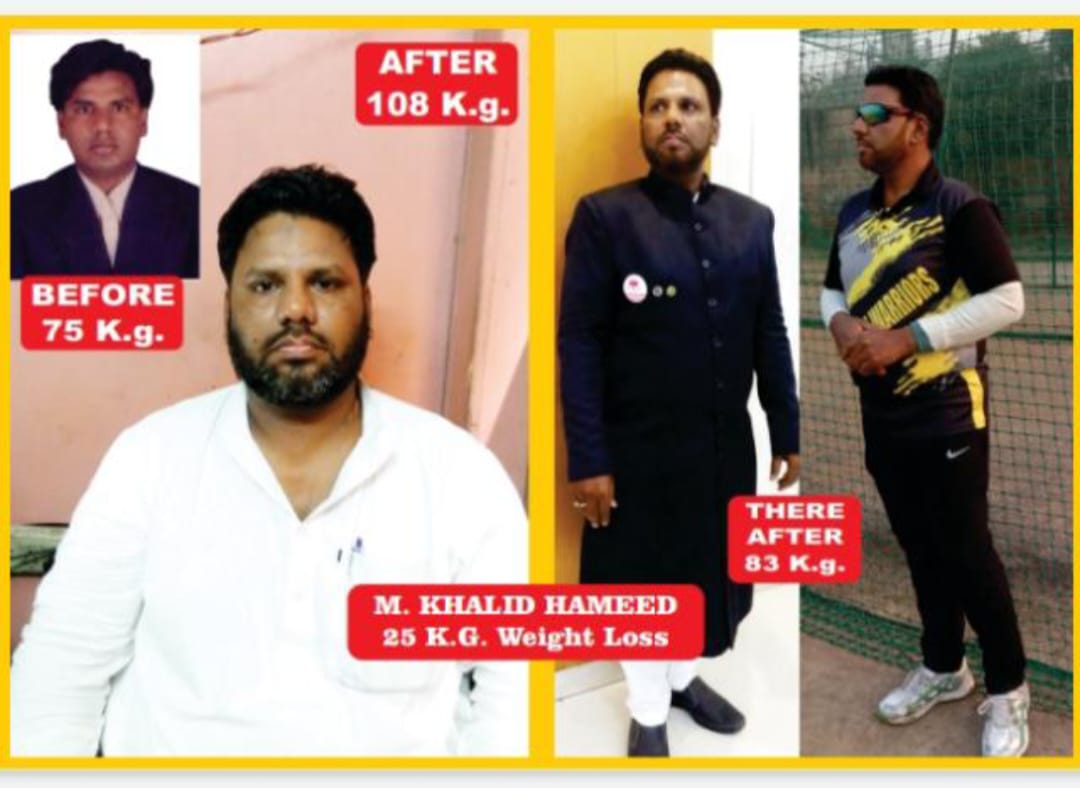 BEFORE
75 K.g.
AFTER
108 K.g.
WARRIORS
THERE
AFTER
83 K.g.
M. KHALID HAMEED
25 K.G. Weight Loss